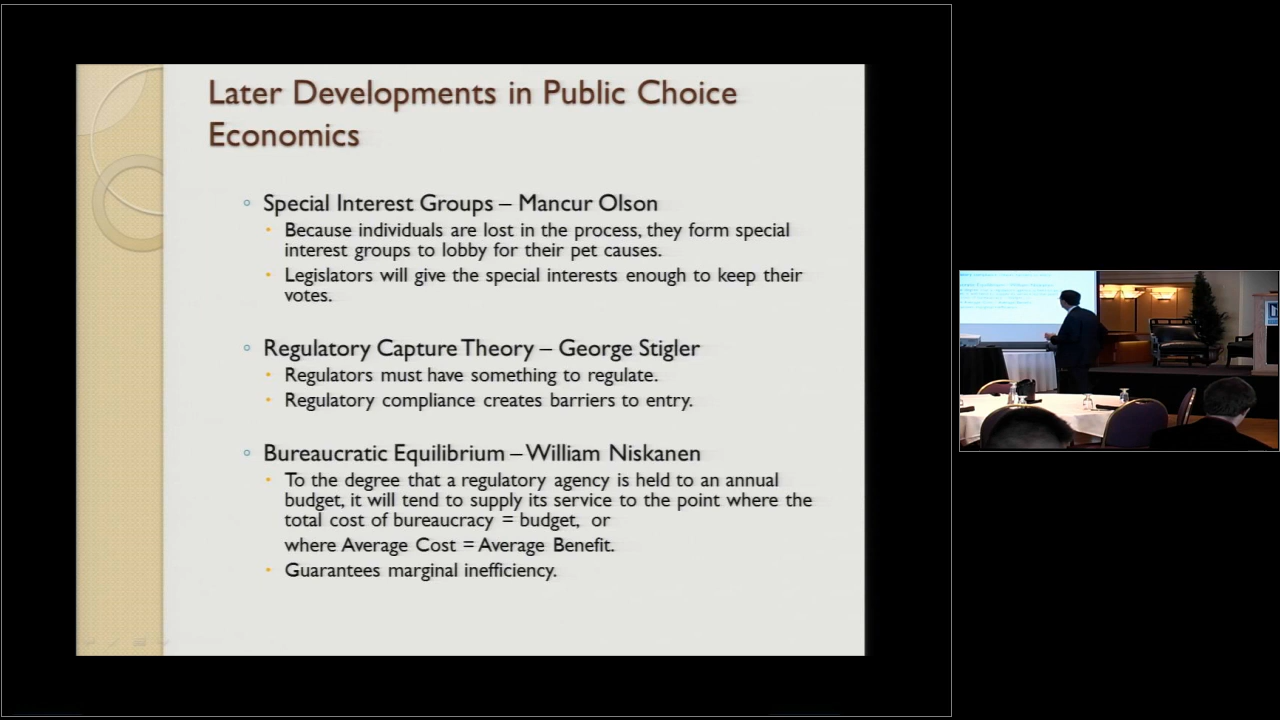 Later Developments in Public Choice
Economics
Special Interest Groups – Mancur Olson
Because individuals are lost in the process, they form special
interest groups to lobby for their pet causes.
Legislators will give the special interests enough to keep their
votes.
Regulatory Capture Theory – George Stigler
Regulators must have something to regulate.
Regulatory compliance creates barriers to entry.
Bureaucratic Equilibrium – William Niskanen
To the degree that a regulatory agency is held to an annual
budget, it will tend to supply its service to the point where the
total cost of bureaucracy = budget, or
where Average Cost = Average Benefit.
Guarantees marginal inefficiency.